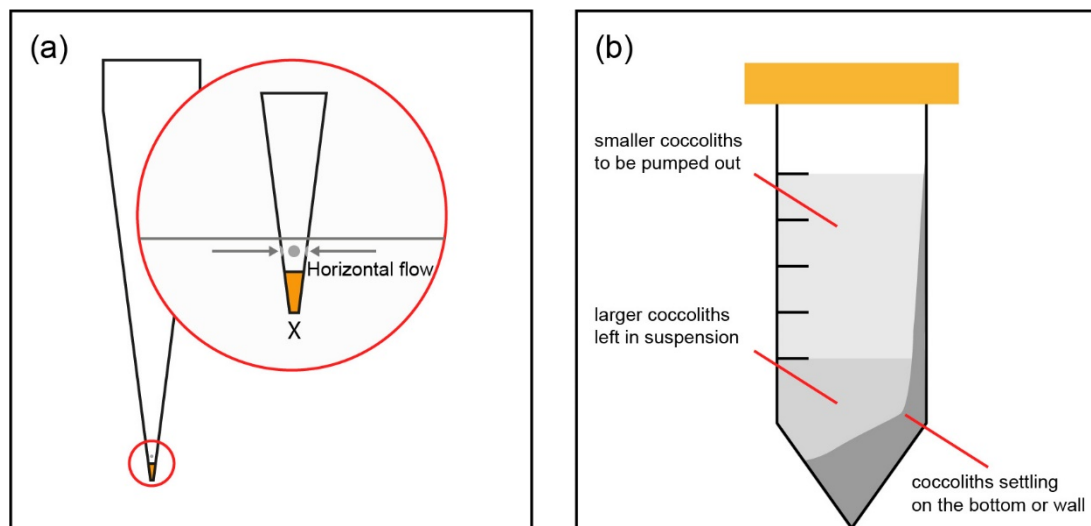 (a)
Horizontal flow
X
(b)
smaller coccoliths
to be pumped out
larger coccoliths
left in suspension
coccoliths settling
on the bottom or wall